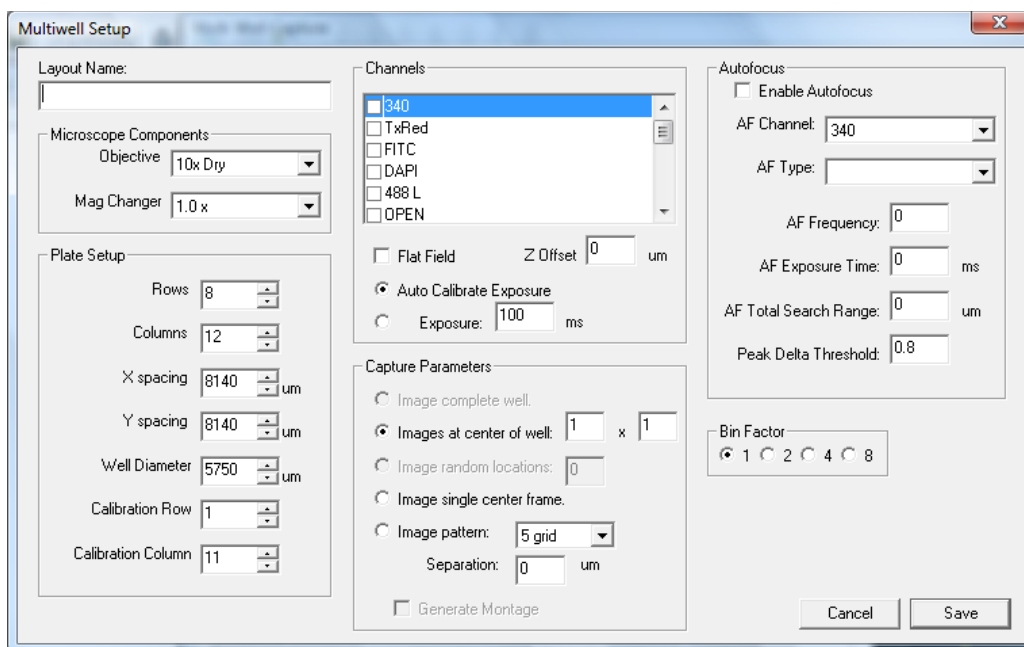 Multiwell Setup
Layout Name:
Microscope Components
Objective 10x Dry
Mag Changer 1.0 x
Plate Setup
Rows 8
Columns 12
X spacing 8140 um
Y spacing 8140 um
Well Diameter 5750 um
Calibration Row 1
Calibration Column 11
Channels
340
TxRed
FITC
DAPI
488 L
OPEN
Flat Field Z Offset 0 um
Auto Calibrate Exposure
Exposure: 100 ms
Capture Parameters
Image complete well.
Images at center of well: 1 x 1
Image random locations: 0
Image single center frame.
Image pattern: 5 grid
Separation: 0 um
Generate Montage
Autofocus
Enable Autofocus
AF Channel: 340
AF Type:
AF Frequency: 0
AF Exposure Time: 0 ms
AF Total Search Range: 0 um
Peak Delta Threshold: 0.8
Bin Factor
1 2 4 8
Cancel Save